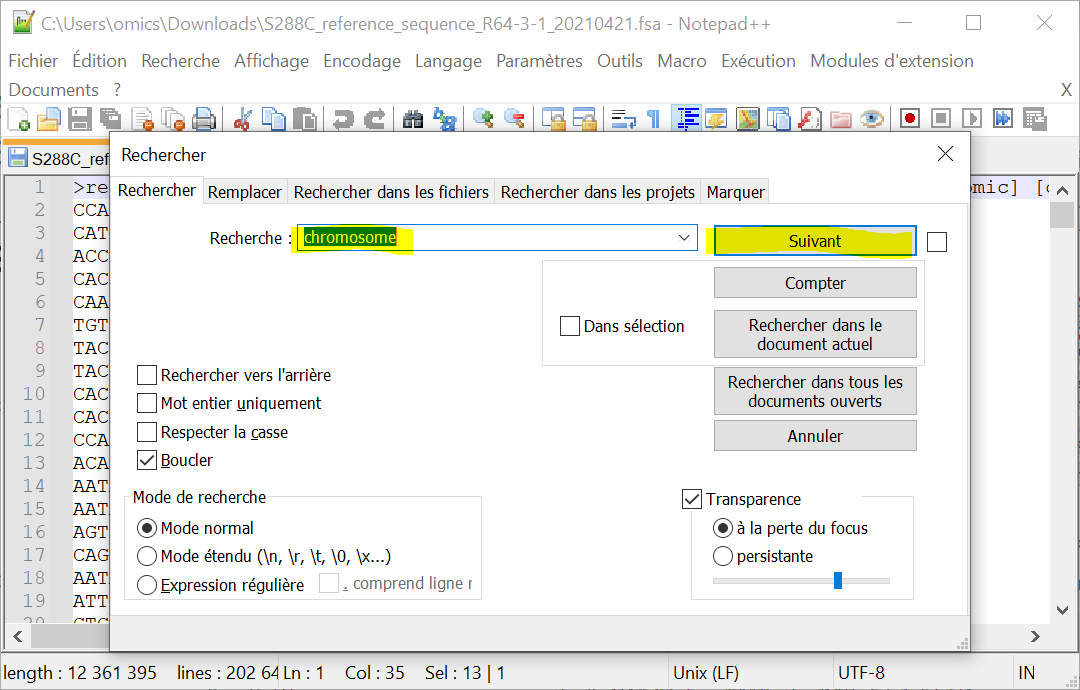 C:\Users\omics\Downloads\S288C_reference_sequence_R64-3-1_20210421.fsa - Notepad++
Fichier Édition Recherche Affichage Encodage Langage Paramètres Outils Macro Exécution Modules d'extension
Documents ? X
S288C_ref
Rechercher
Rechercher Remplacer Rechercher dans les fichiers Rechercher dans les projets Marquer
1 >re omic] [
2 CCA
3 CAT
4 ACC
5 CAC
6 CAA
7 TGT
8 TAC
9 TAC
10 CAC
11 CAC
12 CCA
13 ACA
14 AAT
15 AAT
16 AGT
17 CAG
18 AAT
19 ATT
20
Recherche : chromosome Suivant
Compter
Dans sélection
Rechercher dans le
document actuel
Rechercher vers l'arrière
Rechercher dans tous les
documents ouverts
Mot entier uniquement
Respecter la casse
Annuler
Boucler
Mode de recherche
Transparence
Mode normal
à la perte du focus
Mode étendu (\n, \r, \t, \0, \x...)
persistante
Expression régulière . comprend ligne
length : 12 361 395 lines : 202 64 Ln : 1 Col : 35 Sel : 13 | 1 Unix (LF) UTF-8 IN